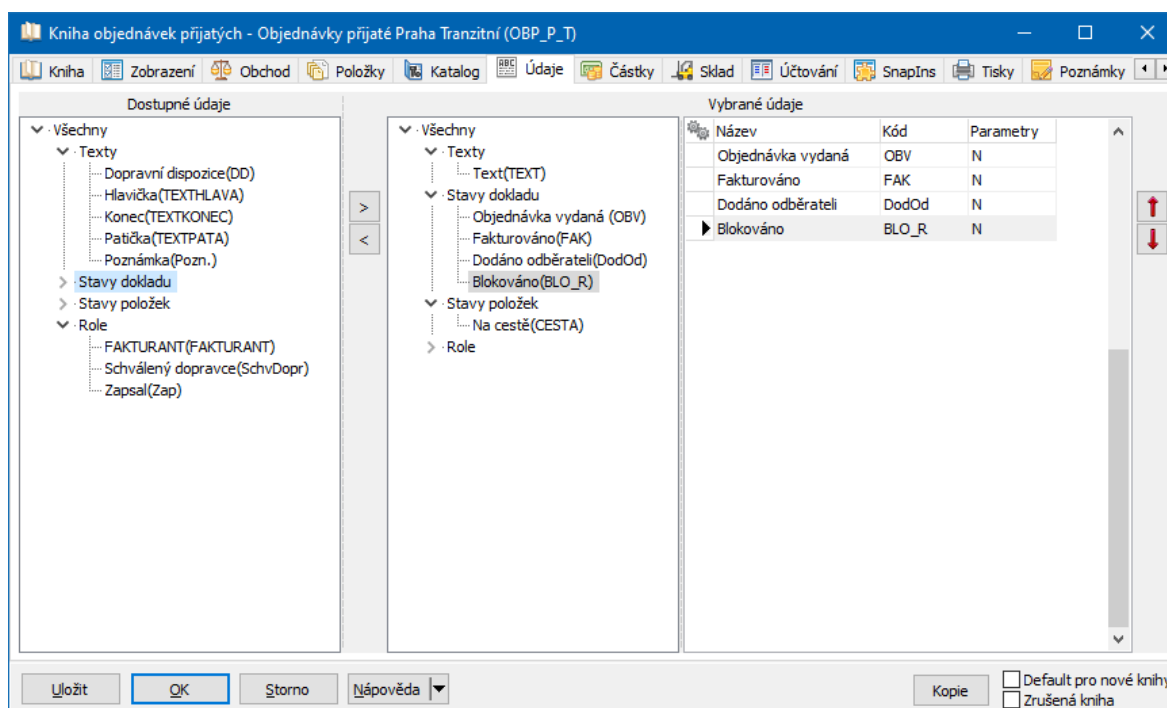 Kniha objednávek přijatých - Objednávky přijaté Praha Tranzitní (OBP_P_T)
Kniha Zobrazení Obchod Položky Katalog Údaje Částky Sklad Účtování SnapIns Tisky Poznámky
Dostupné údaje
Všechny
Texty
Dopravní dispozice(DD)
Hlavička(TEXTHLAVA)
Konec(TEXTKONEC)
Patička(TEXTPATA)
Poznámka(Pozn.)
Stavy dokladu
Stavy položek
Role
FAKTURANT(FAKTURANT)
Schválený dopravce(SchvDopr)
Zapsal(Zap)
>
<
Vybrané údaje
Všechny
Texty
Text(TEXT)
Stavy dokladu
Objednávka vydaná (OBV)
Fakturováno(FAK)
Dodáno odběrateli(DodOd)
Blokováno(BLO_R)
Stavy položek
Na cestě(CESTA)
Role
Název Kód Parametry
Objednávka vydaná OBV N
Fakturováno FAK N
Dodáno odběrateli DodOd N
Blokováno BLO_R N
Uložit OK Storno Nápověda Kopie
Default pro nové knihy
Zrušená kniha